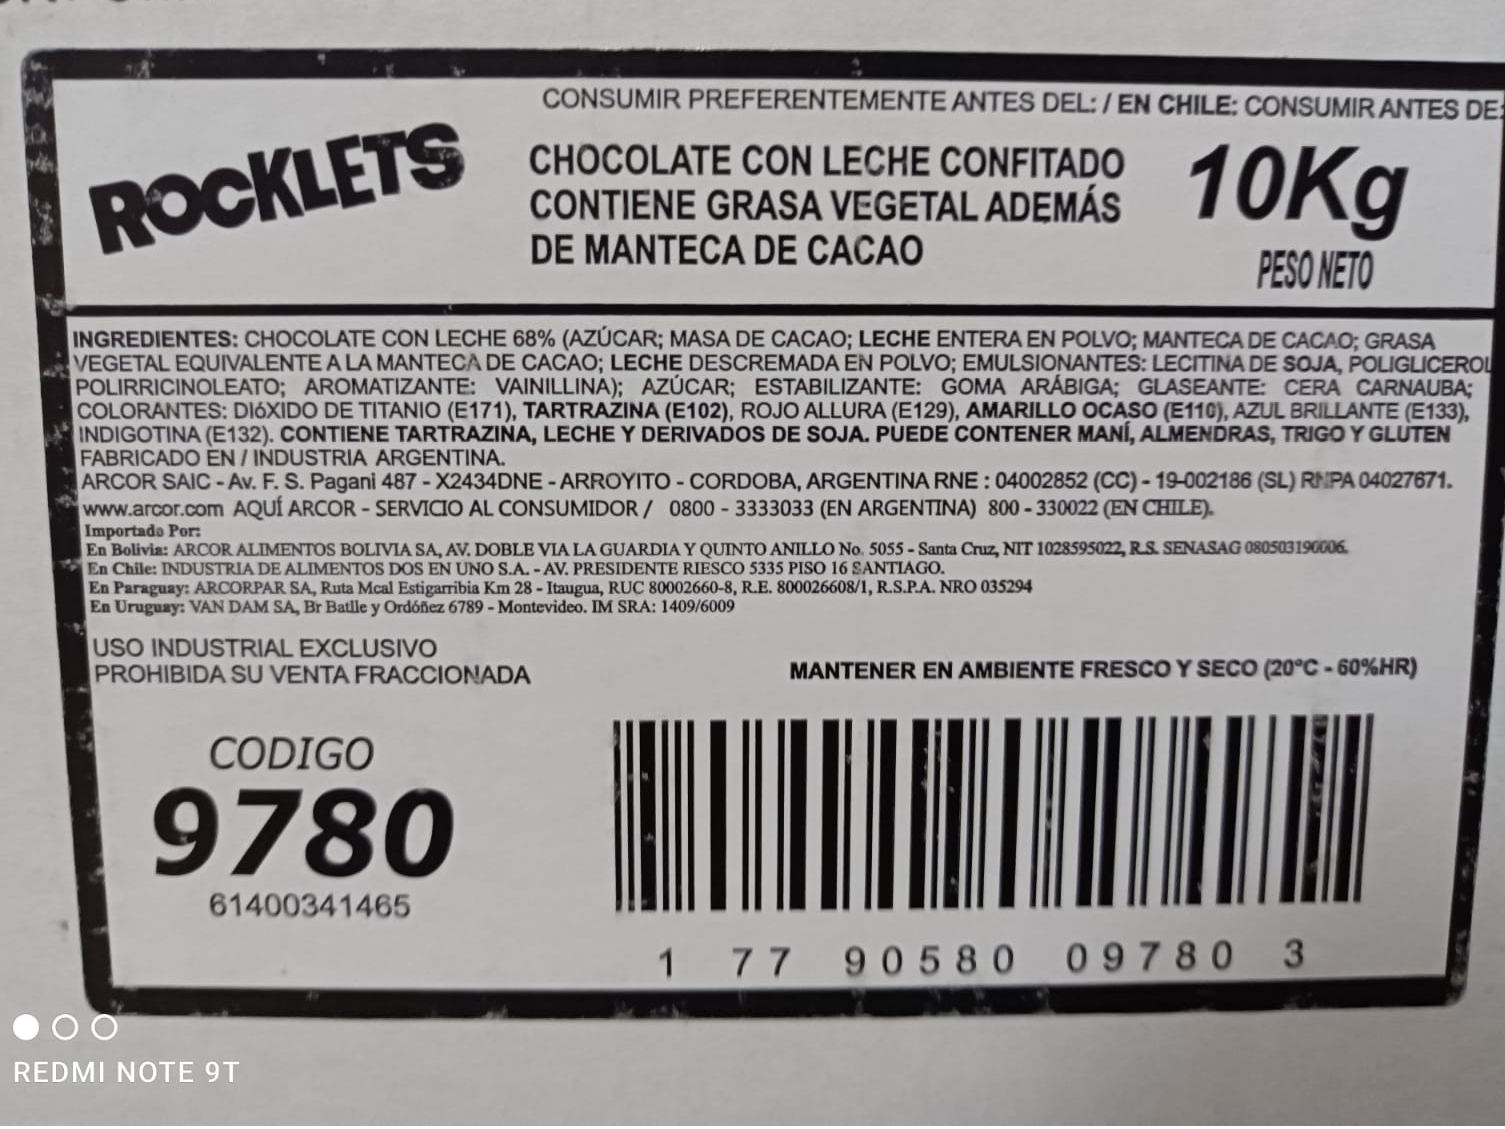 CONSUMIR PREFERENTEMENTE ANTES DEL: / EN CHILE: CONSUMIR ANTES DE:
ROCKLETS
CHOCOLATE CON LECHE CONFITADO
CONTIENE GRASA VEGETAL ADEMÁS
DE MANTECA DE CACAO
10Kg
PESO NETO
INGREDIENTES: CHOCOLATE CON LECHE 68% (AZÚCAR; MASA DE CACAO; LECHE ENTERA EN POLVO; MANTECA DE CACAO; GRASA
VEGETAL EQUIVALENTE A LA MANTECA DE CACAO; LECHE DESCREMADA EN POLVO; EMULSIONANTES: LECITINA DE SOJA, POLIGLICEROL
POLIRRICINOLEATO; AROMATIZANTE: VAINILLINA); AZÚCAR; ESTABILIZANTE: GOMA ARÁBIGA; GLASEANTE: CERA CARNAUBA;
COLORANTES: DIÓXIDO DE TITANIO (E171), TARTRAZINA (E102), ROJO ALLURA (E129), AMARILLO OCASO (E110), AZUL BRILLANTE (E133),
INDIGOTINA (E132). CONTIENE TARTRAZINA, LECHE Y DERIVADOS DE SOJA. PUEDE CONTENER MANÍ, ALMENDRAS, TRIGO Y GLUTEN
FABRICADO EN / INDUSTRIA ARGENTINA.
ARCOR SAIC - Av. F. S. Pagani 487 - X2434DNE - ARROYITO - CORDOBA, ARGENTINA RNE : 04002852 (CC) - 19-002186 (SL) RNPA 04027671.
www.arcor.com AQUÍ ARCOR - SERVICIO AL CONSUMIDOR / 0800 - 3333033 (EN ARGENTINA) 800 - 330022 (EN CHILE).
Importado Por:
En Bolivia: ARCOR ALIMENTOS BOLIVIA SA, AV. DOBLE VIA LA GUARDIA Y QUINTO ANILLO No. 5055 - Santa Cruz, NIT 1028595022, R.S. SENASAG 080503190006.
En Chile: INDUSTRIA DE ALIMENTOS DOS EN UNO S.A. - AV. PRESIDENTE RIESCO 5335 PISO 16 SANTIAGO.
En Paraguay: ARCORPAR SA, Ruta Mcal Estigarribia Km 28 - Itaugua, RUC 80002660-8, R.E. 800026608/1, R.S.P.A. NRO 035294
En Uruguay: VAN DAM SA, Br Batlle y Ordóñez 6789 - Montevideo. IM SRA: 1409/6009
USO INDUSTRIAL EXCLUSIVO
PROHIBIDA SU VENTA FRACCIONADA
MANTENER EN AMBIENTE FRESCO Y SECO (20°C - 60%HR)
CODIGO
9780
61400341465
1 77 90580 09780 3
REDMI NOTE 9T